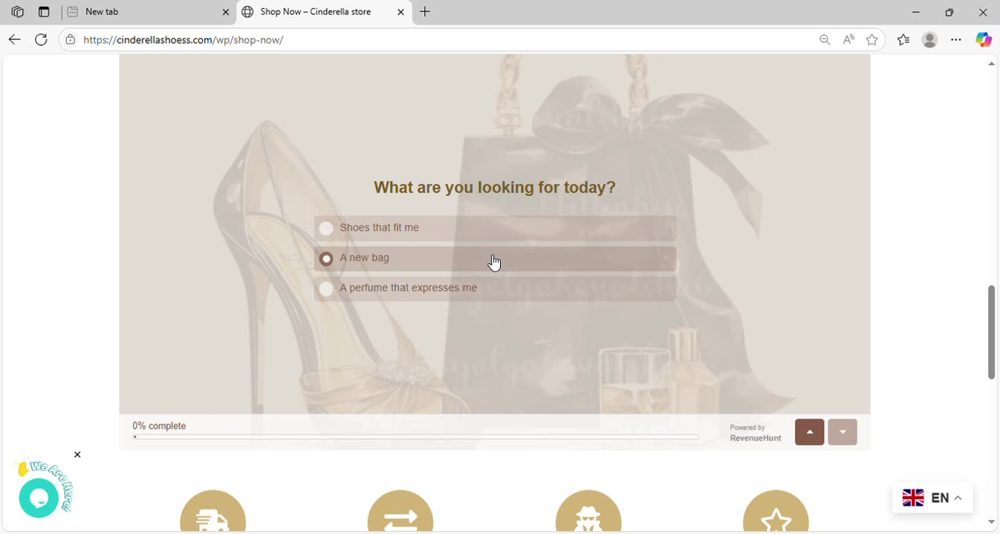 New tab
Shop Now – Cinderella store
https://cinderellashoess.com/wp/shop-now/
What are you looking for today?
Shoes that fit me
A new bag
A perfume that expresses me
0% complete
Powered by
RevenueHunt
We Are Here!
EN